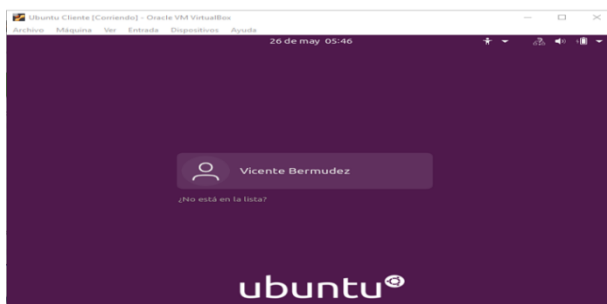 Ubuntu Cliente [Corriendo] - Oracle VM VirtualBox
Archivo Máquina Ver Entrada Dispositivos Ayuda
26 de may 05:46
Vicente Bermudez
¿No está en la lista?
ubuntu